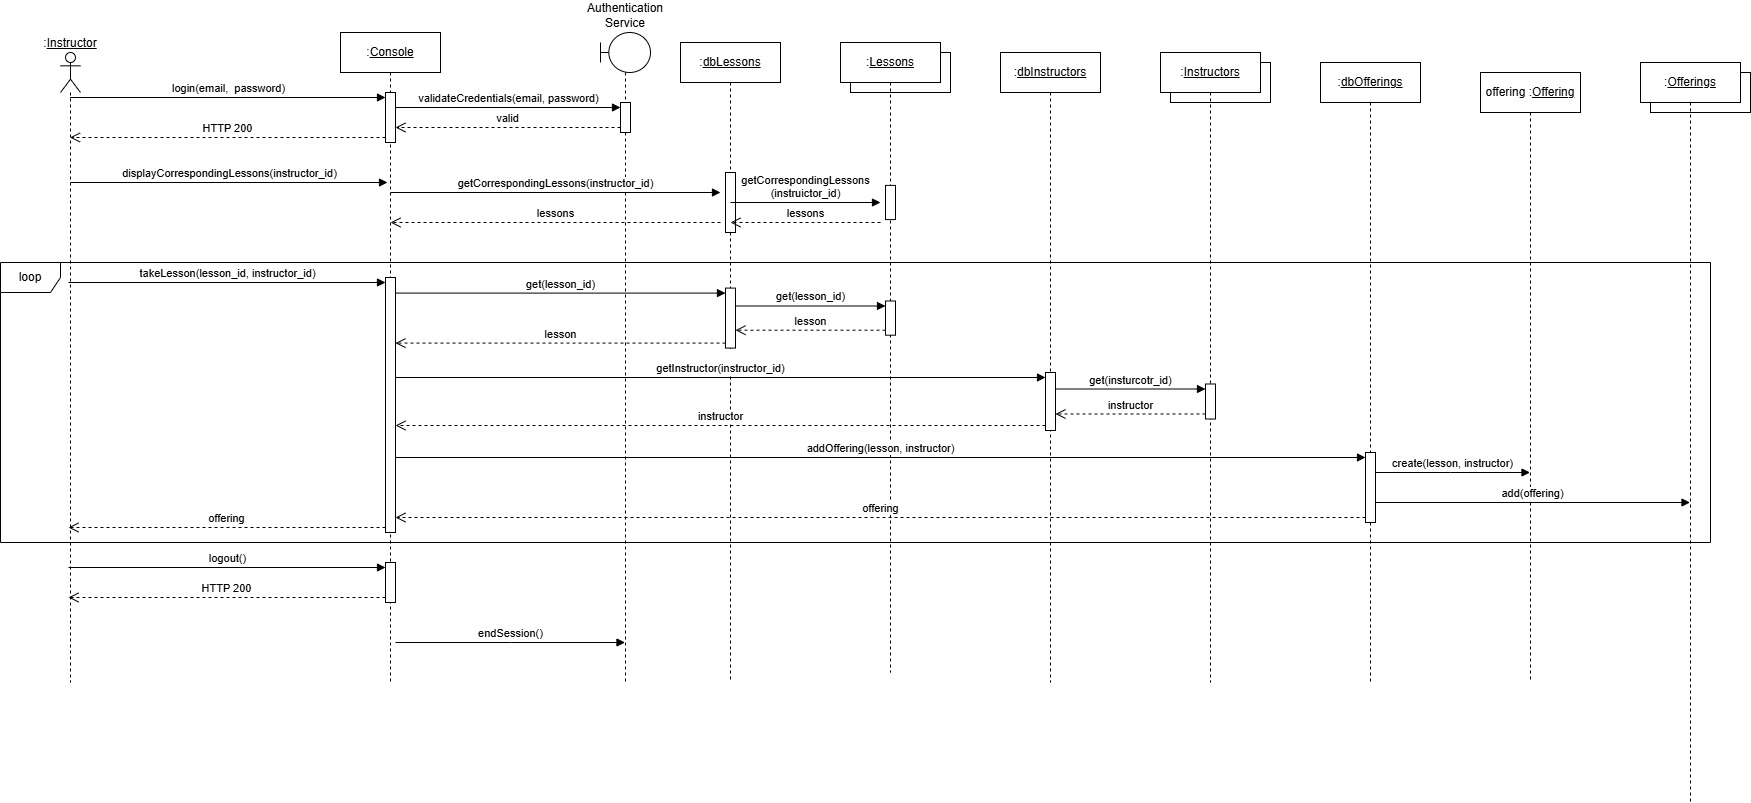 Authentication
Service
:Instructor
:Console
:dbLessons
:Lessons
:dbInstructors
:Instructors
:dbOfferings
offering :Offering
:Offerings
login(email,  password)
validateCredentials(email, password)
valid
HTTP 200
displayCorrespondingLessons(instructor_id)
getCorrespondingLessons(instructor_id)
getCorrespondingLessons
(instruictor_id)
lessons
lessons
loop
takeLesson(lesson_id, instructor_id)
get(lesson_id)
get(lesson_id)
lesson
lesson
getInstructor(instructor_id)
get(insturcotr_id)
instructor
instructor
addOffering(lesson, instructor)
create(lesson, instructor)
add(offering)
offering
offering
logout()
HTTP 200
endSession()